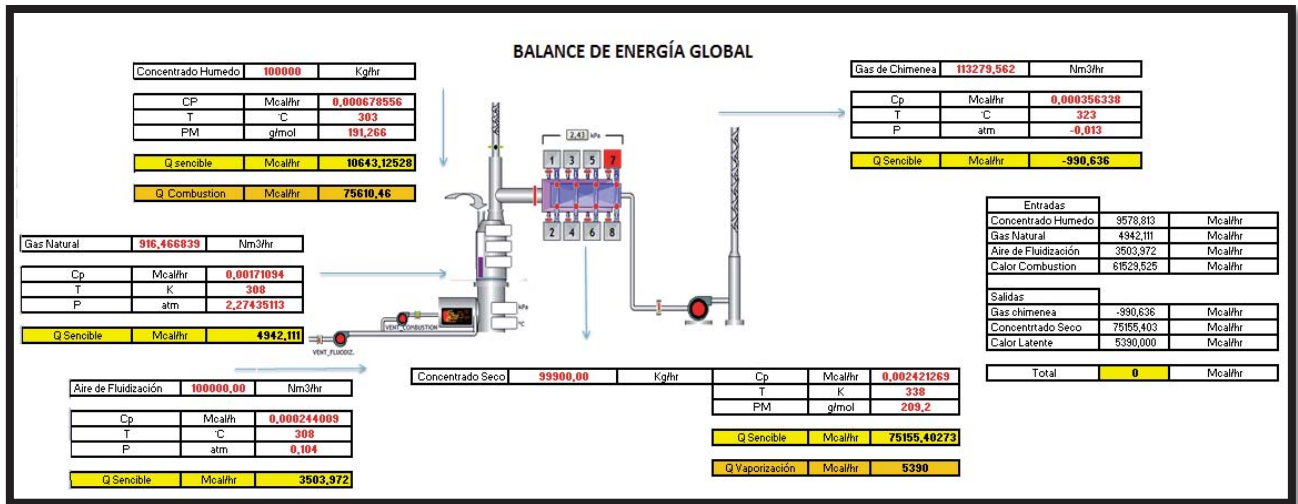 BALANCE DE ENERGÍA GLOBAL
Concentrado Humedo 100000 Kg/hr
CP Mcal/hr 0,000678556
T °C 303
PM g/mol 191,266
Q sencible Mcal/hr 10643,12528
Q Combustion Mcal/hr 75610,46
Gas de Chimenea 113279,562 Nm3/hr
Cp Mcal/hr 0,000356338
T °C 323
P atm -0,013
Q Sencible Mcal/hr -990,636
2,43 kPa
1 3 5 7
2 4 6 8
kPa
°C
VENT_COMBUSTION
VENT_FLUODIZ.
Gas Natural 916,466839 Nm3/hr
Cp Mcal/hr 0,00171094
T K 308
P atm 2,27435113
Q Sencible Mcal/hr 4942,111
Entradas
Concentrado Humedo 9578,813 Mcal/hr
Gas Natural 4942,111 Mcal/hr
Aire de Fluidización 3503,972 Mcal/hr
Calor Combustion 61529,525 Mcal/hr
Salidas
Gas chimenea -990,636 Mcal/hr
Concentrtado Seco 75155,403 Mcal/hr
Calor Latente 5390,000 Mcal/hr
Total 0 Mcal/hr
Aire de Fluidización 100000,00 Nm3/hr
Cp Mcal/h 0,000244009
T °C 308
P atm 0,104
Q Sencible Mcal/hr 3503,972
Concentrado Seco 99900,00 Kg/hr Cp Mcal/hr 0,002421269
T K 338
PM g/mol 209,2
Q Sencible Mcal/hr 75155,40273
Q Vaporización Mcal/hr 5390